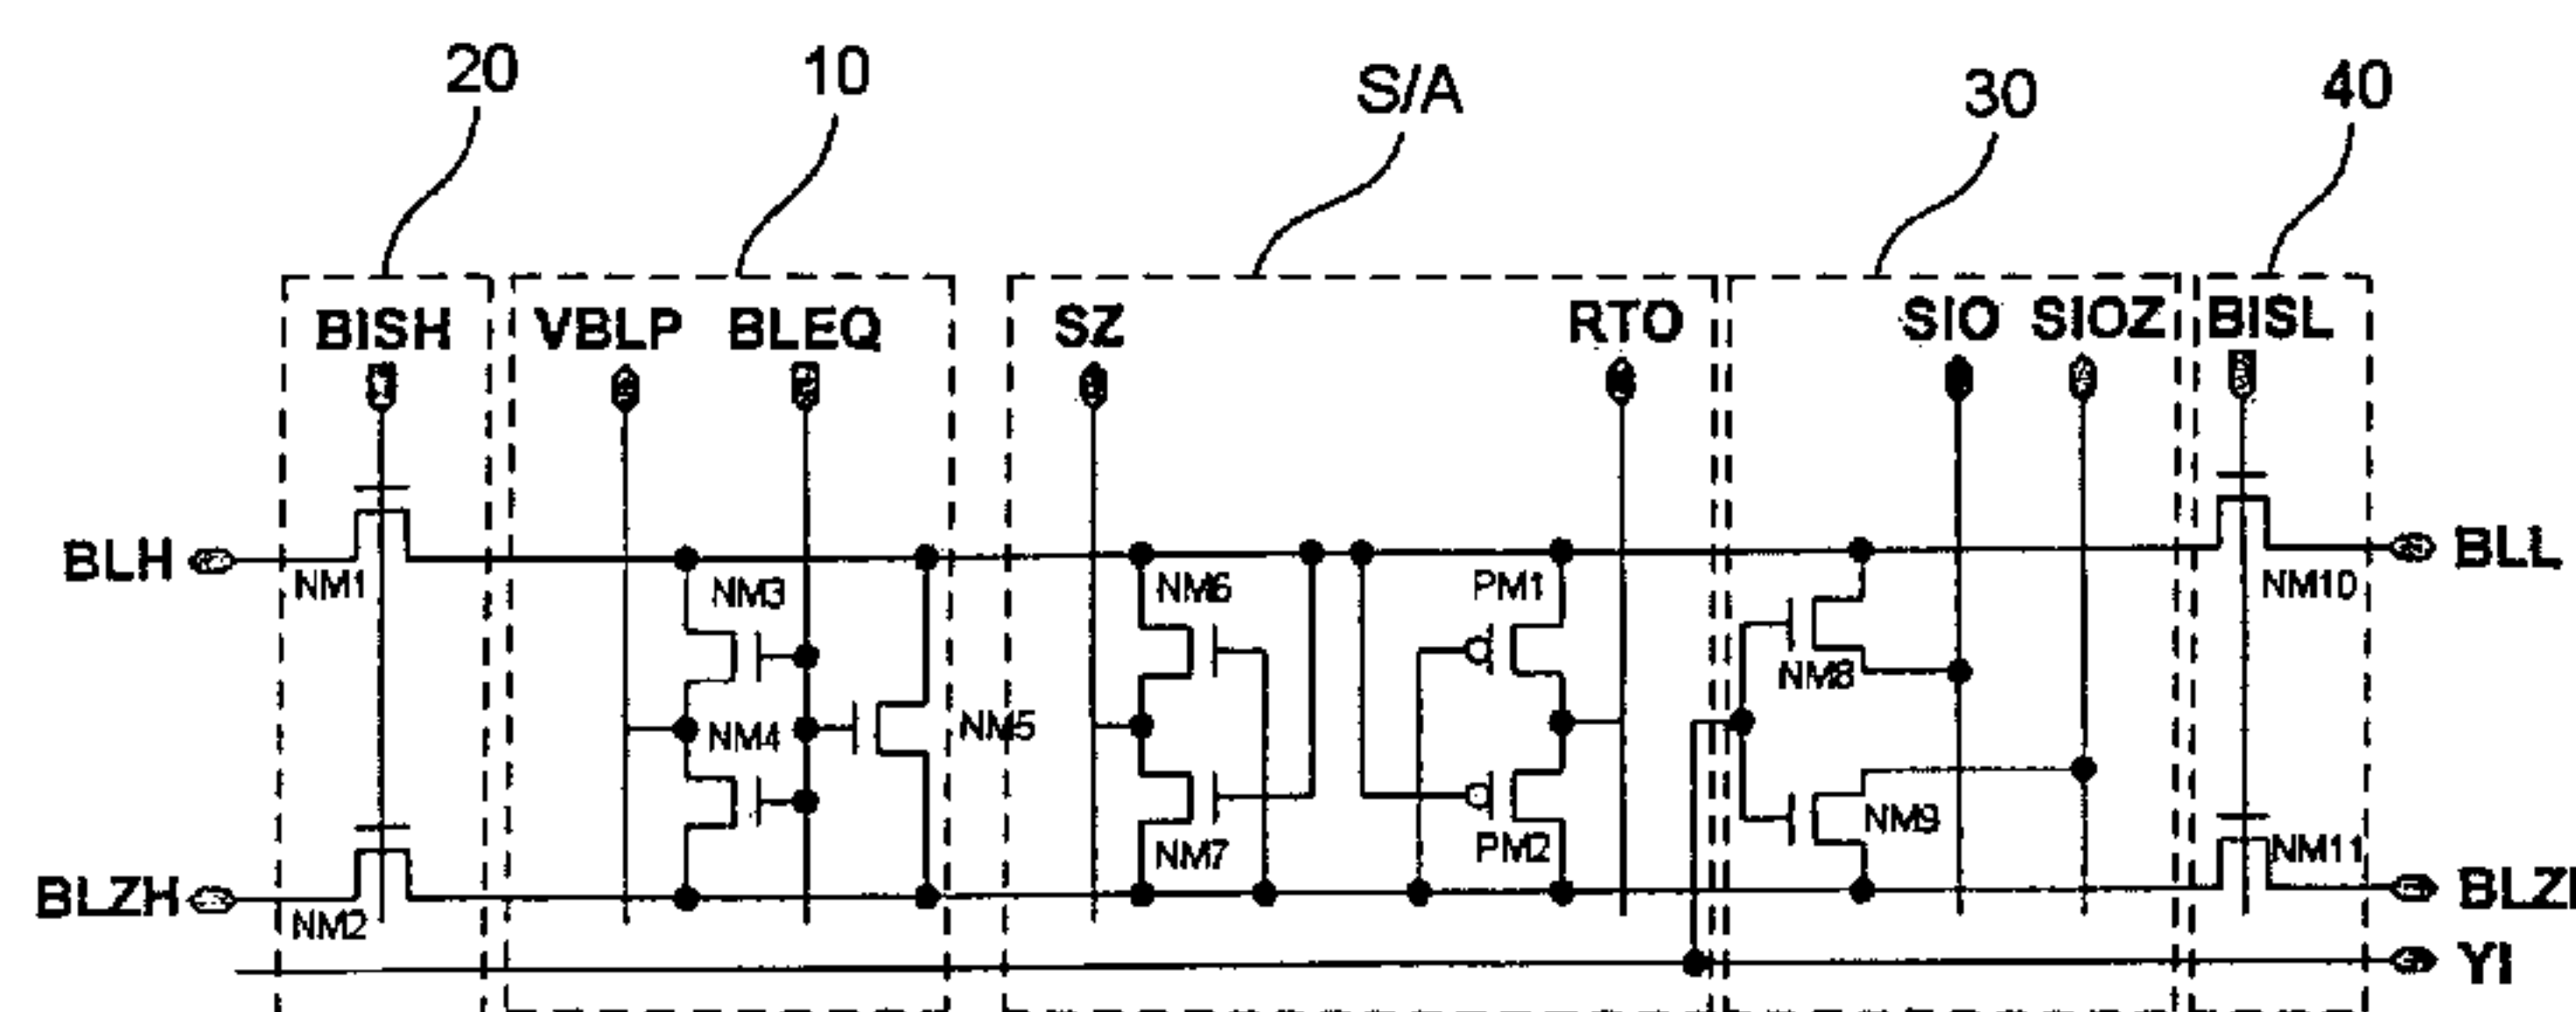 20 10 S/A 30 40
BISH VBLP BLEQ SZ RTO SIO SIOZ BISL
BLH NM1 NM3 NM6 PM1 NM10 BLL
NM8
NM4 NM5
NM9
NM7 PM2 NM11
BLZH NM2
YI